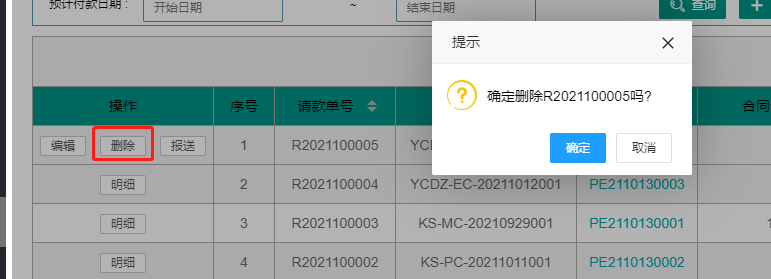 预计付款日期：
开始日期
~
结束日期
查询
提示
确定删除R2021100005吗?
确定
取消
操作
序号
请款单号
合同
编辑
删除
报送
1
R2021100005
明细
2
R2021100004
YCDZ-EC-20211012001
PE2110130003
明细
3
R2021100003
KS-MC-20210929001
PE2110130001
明细
4
R2021100002
KS-PC-20211011001
PE2110130002